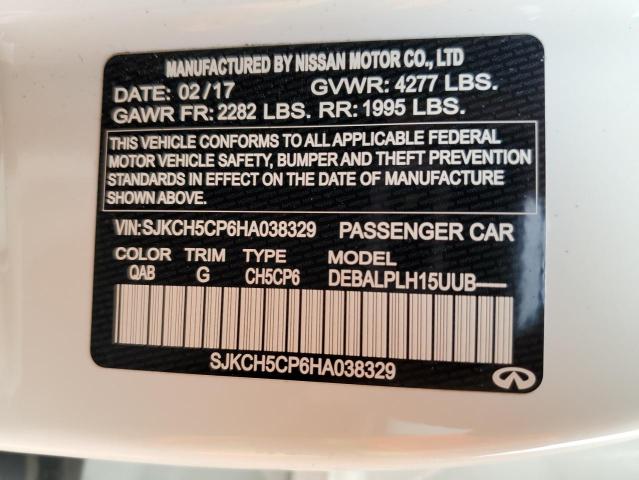 MANUFACTURED BY NISSAN MOTOR CO., LTD
DATE: 02/17 GVWR: 4277 LBS.
GAWR FR: 2282 LBS. RR: 1995 LBS.
THIS VEHICLE CONFORMS TO ALL APPLICABLE FEDERAL
MOTOR VEHICLE SAFETY, BUMPER AND THEFT PREVENTION
STANDARDS IN EFFECT ON THE DATE OF MANUFACTURE
SHOWN ABOVE.
VIN: SJKCH5CP6HA038329 PASSENGER CAR
COLOR TRIM TYPE MODEL
QAB G CH5CP6 DEBALPLH15UUB-----
SJKCH5CP6HA038329